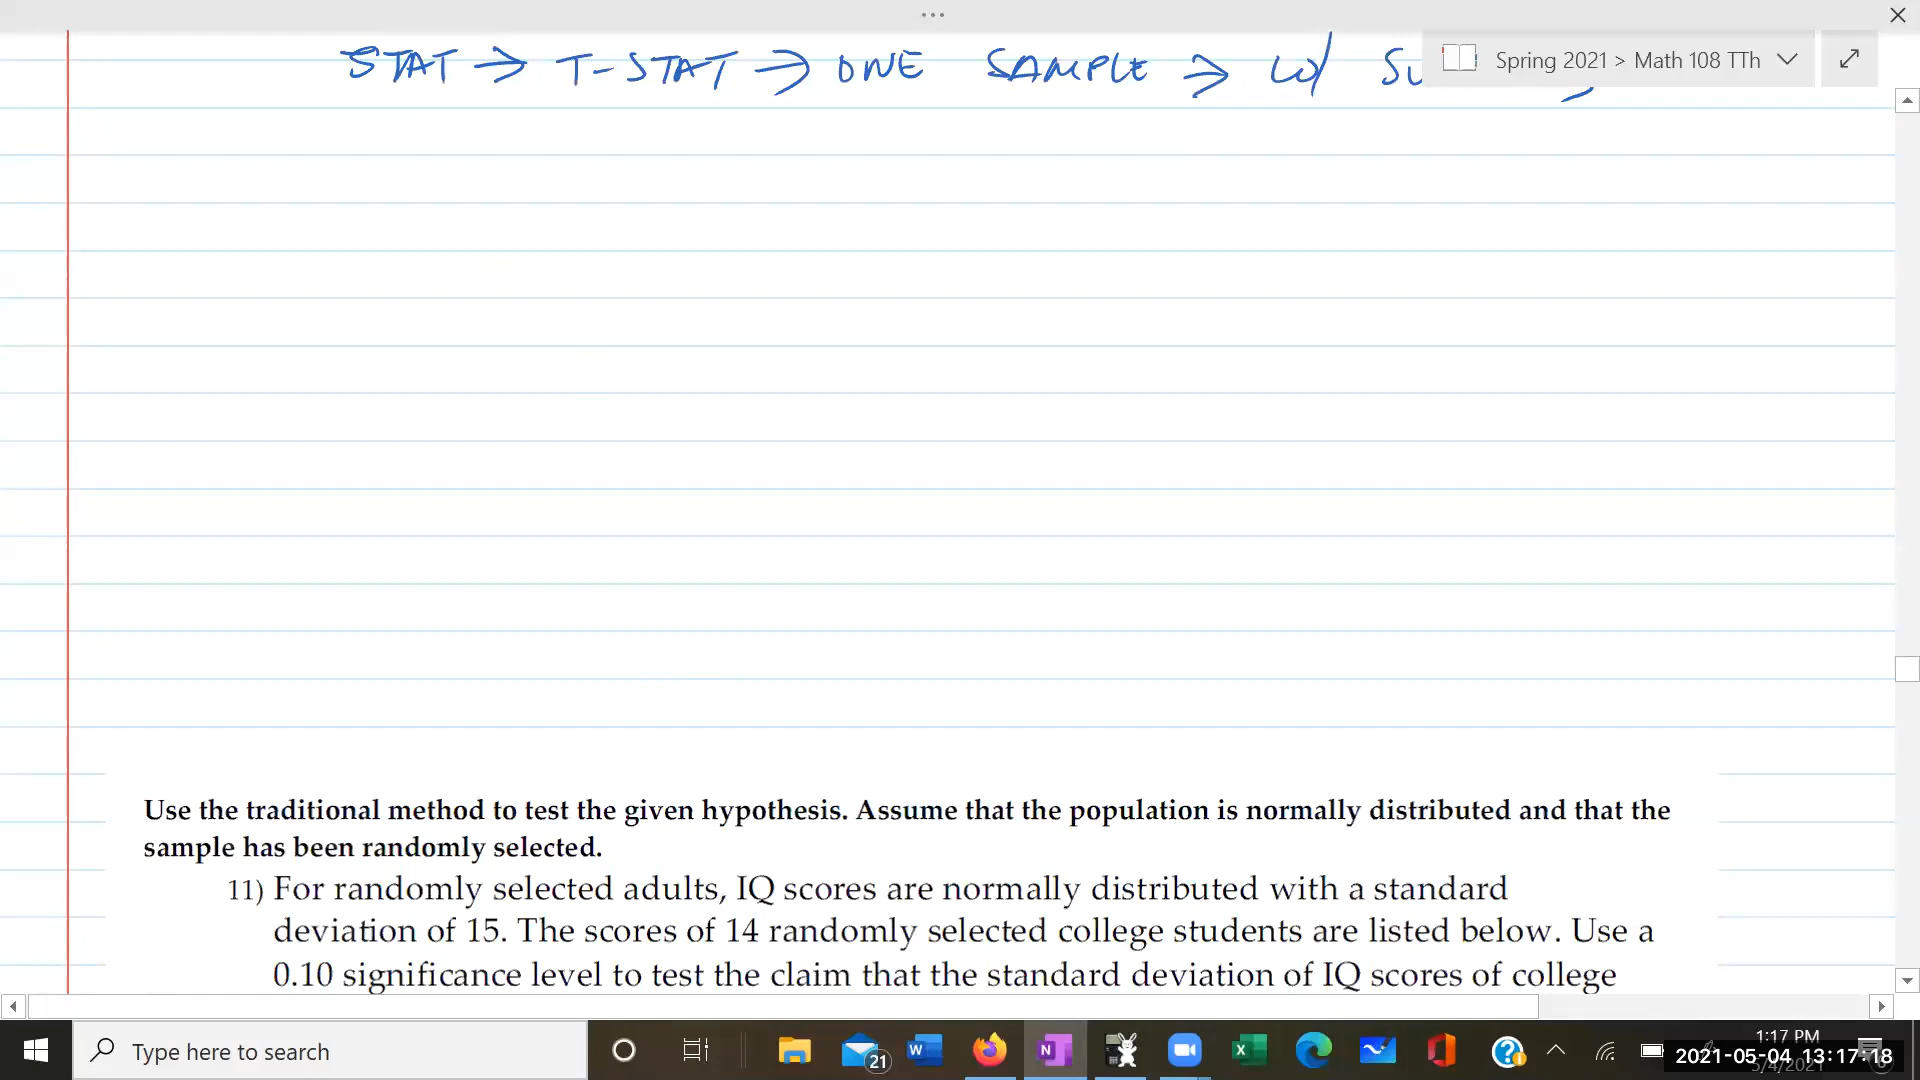 STAT → T-STAT → ONE SAMPLE → W/
Spring 2021 > Math 108 TTh
Use the traditional method to test the given hypothesis. Assume that the population is normally distributed and that the
sample has been randomly selected.
11) For randomly selected adults, IQ scores are normally distributed with a standard
deviation of 15. The scores of 14 randomly selected college students are listed below. Use a
0.10 significance level to test the claim that the standard deviation of IQ scores of college
Type here to search
21
1:17 PM
2021-05-04 13:17:18